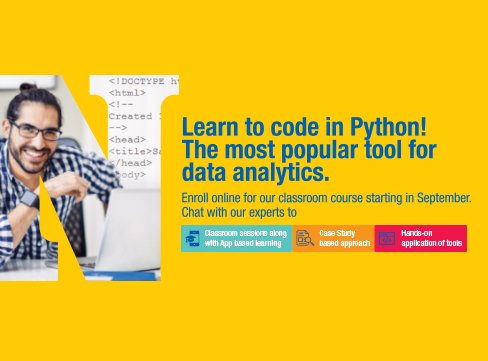 <!DOCTYPE h
<html>
<!--
Created
-->
<head>
<title>Sa
</head>
<body>
Learn to code in Python!
The most popular tool for
data analytics.
Enroll online for our classroom course starting in September.
Chat with our experts to
Classroom sessions along
with App based learning
Case Study
based approach
Hands-on
application of tools